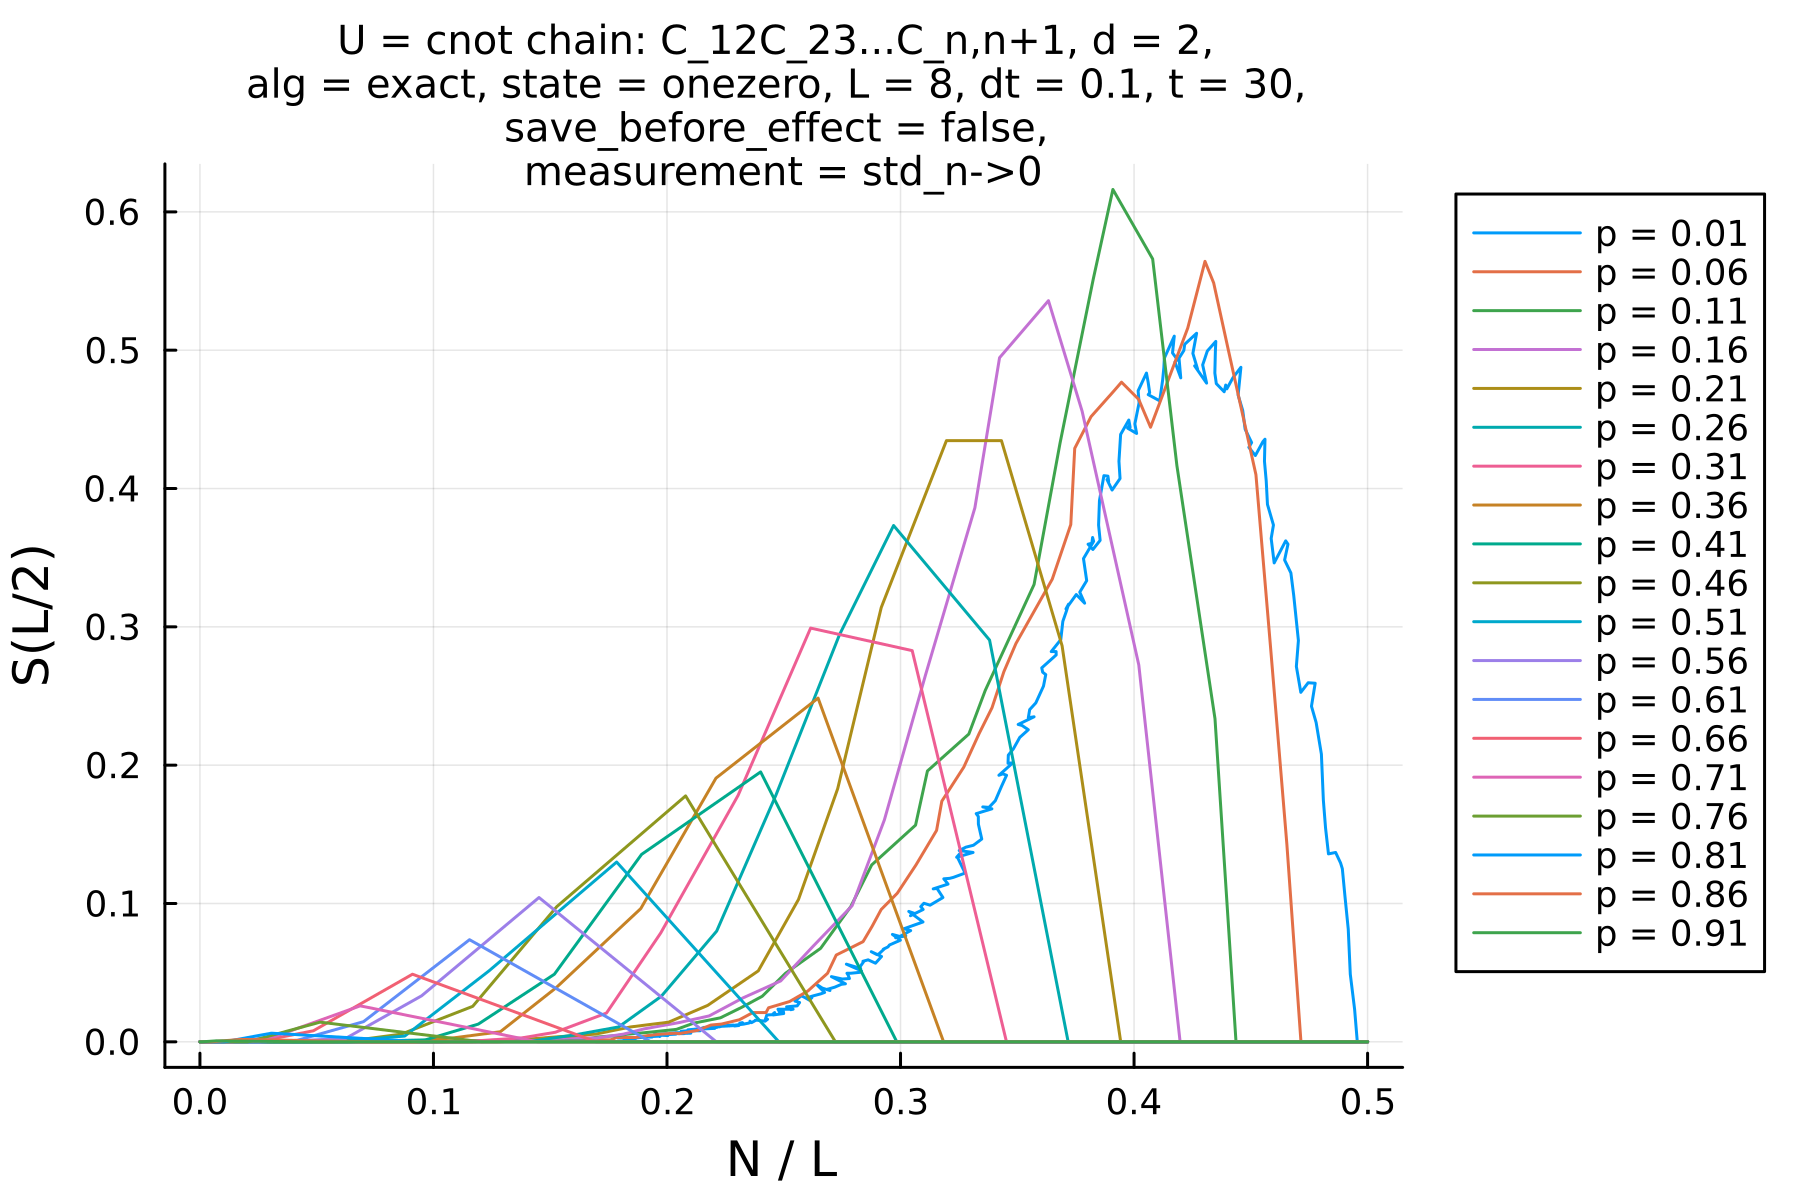 U = cnot chain: C_12C_23...C_n,n+1, d = 2,
alg = exact, state = onezero, L = 8, dt = 0.1, t = 30,
save_before_effect = false,
measurement = std_n->0
0.6
0.5
0.4
0.3
0.2
0.1
0.0
S(L/2)
0.0 0.1 0.2 0.3 0.4 0.5
N / L
p = 0.01
p = 0.06
p = 0.11
p = 0.16
p = 0.21
p = 0.26
p = 0.31
p = 0.36
p = 0.41
p = 0.46
p = 0.51
p = 0.56
p = 0.61
p = 0.66
p = 0.71
p = 0.76
p = 0.81
p = 0.86
p = 0.91